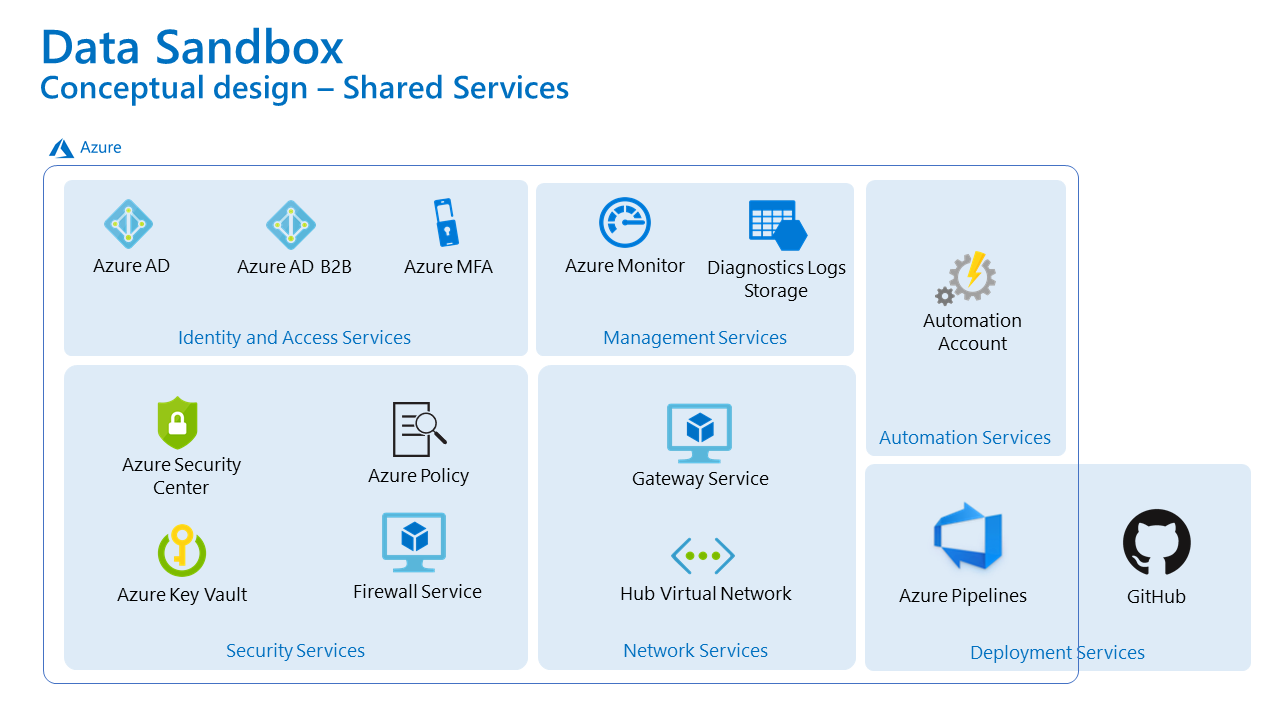 Data Sandbox
Conceptual design – Shared Services
Azure
Azure AD
Azure AD B2B
Azure MFA
Identity and Access Services
Azure Monitor
Diagnostics Logs
Storage
Management Services
Automation
Account
Automation Services
Azure Security
Center
Azure Policy
Azure Key Vault
Firewall Service
Security Services
Gateway Service
Hub Virtual Network
Network Services
Azure Pipelines
GitHub
Deployment Services